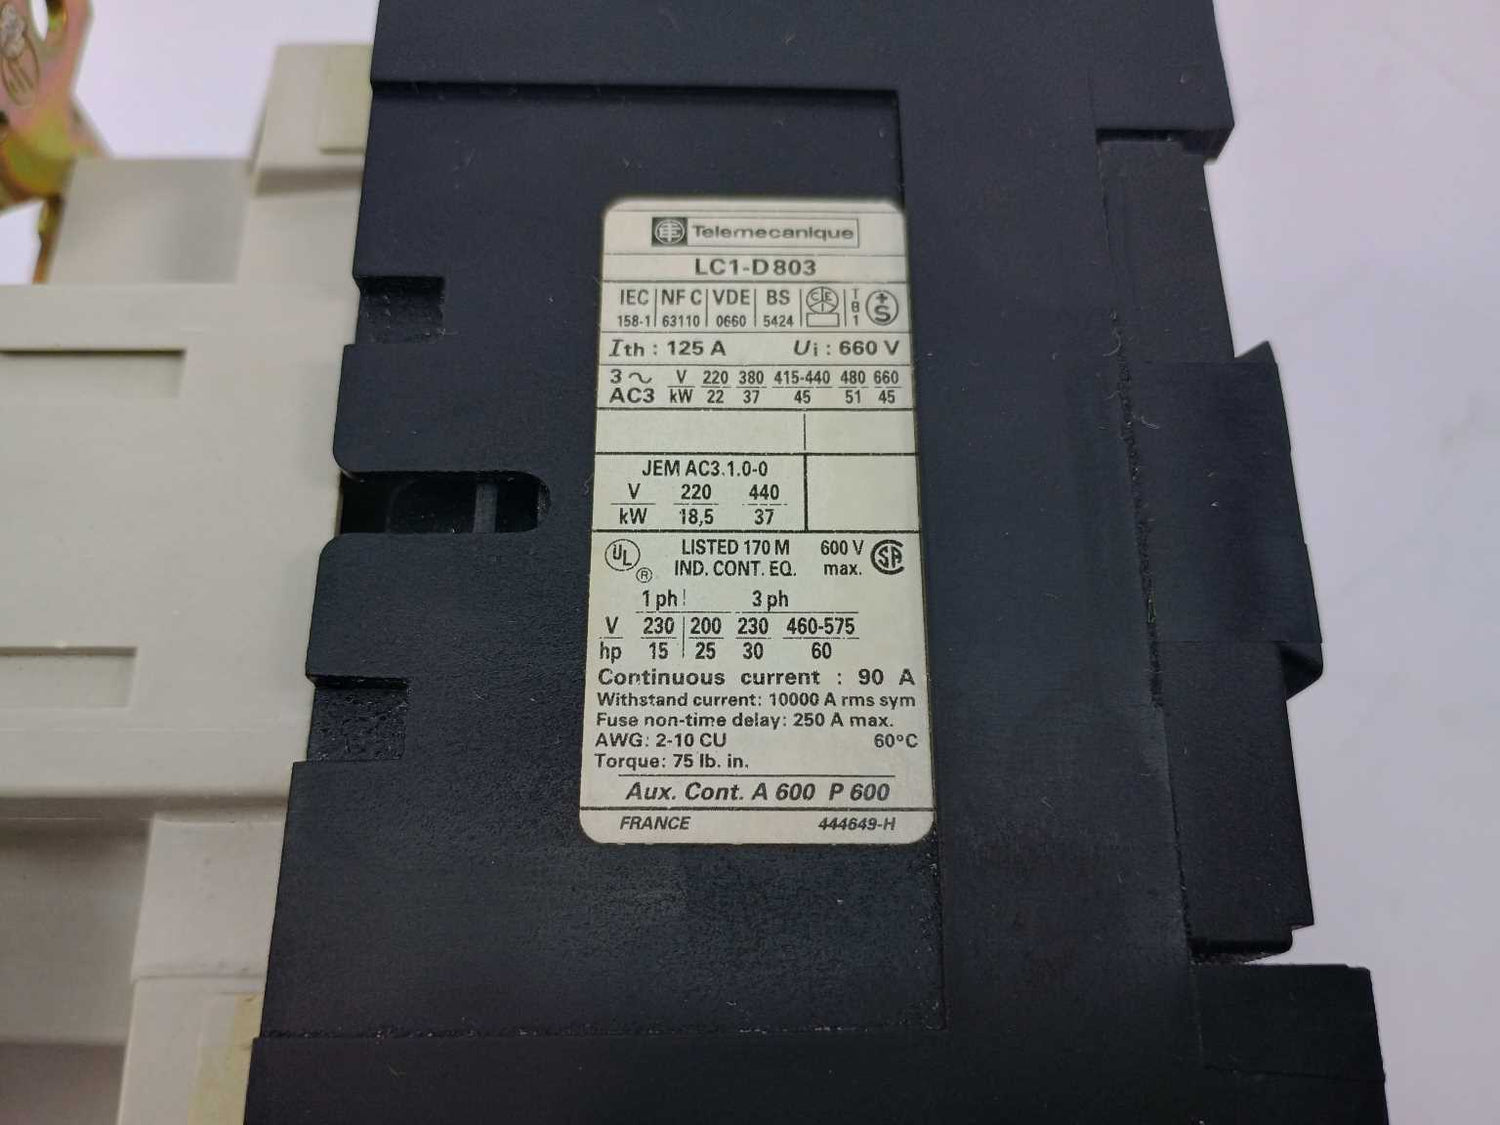 Telemecanique
LC1-D803
IEC NFC VDE BS
158-1 63110 0660 5424
T B 1
+ S
Ith : 125 A Ui : 660 V
3 ~ V 220 380 415-440 480 660
AC3 kW 22 37 45 51 45
JEM AC3.1.0-0
V 220 440
kW 18,5 37
UL ® LISTED 170 M 600 V SA
IND. CONT. EQ. max.
1 ph 3 ph
V 230 200 230 460-575
hp 15 25 30 60
Continuous current : 90 A
Withstand current: 10000 A rms sym
Fuse non-time delay: 250 A max.
AWG: 2-10 CU 60°C
Torque: 75 lb. in.
Aux. Cont. A 600 P 600
FRANCE 444649-H